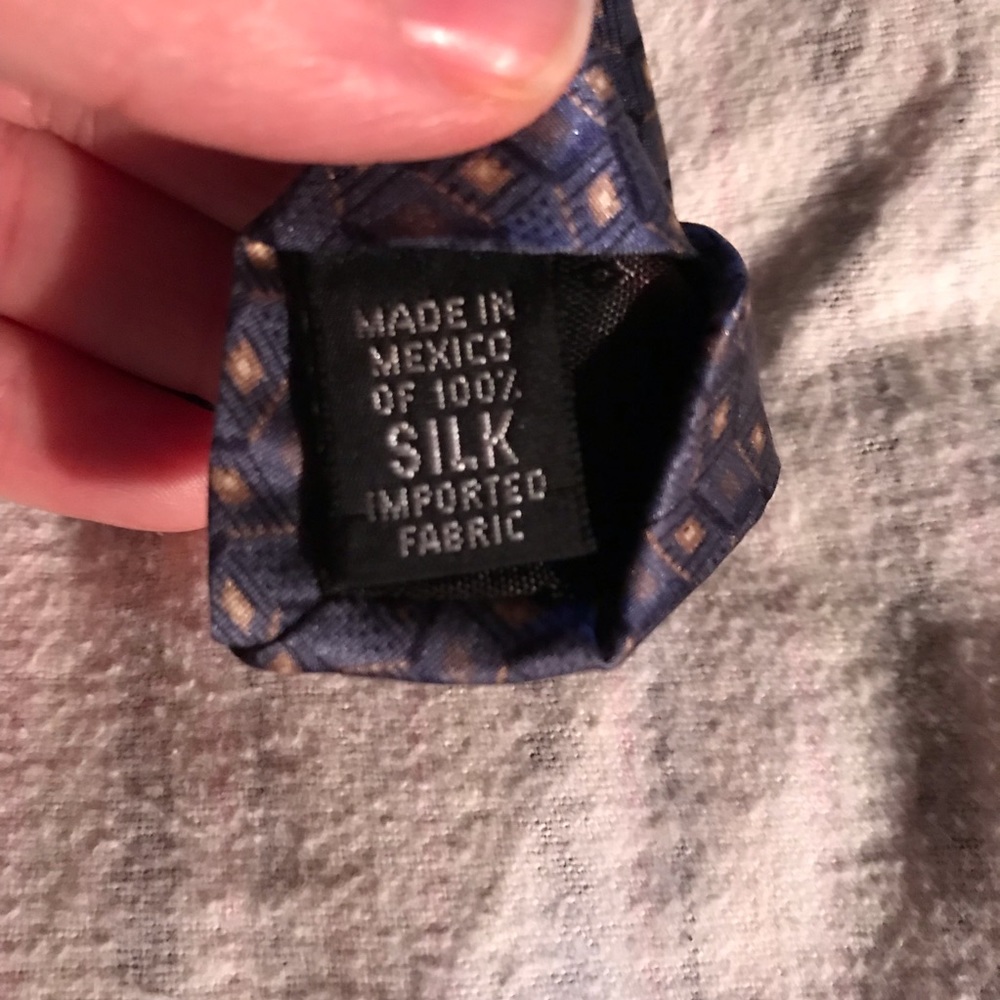 MADE IN
MEXICO
OF 100%
SILK
IMPORTED
FABRIC